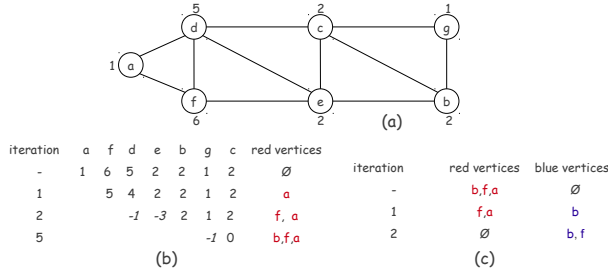 5 2 1
d c g
1 a
f e b
6 2 2
(a)
iteration a f d e b g c red vertices
- 1 6 5 2 2 1 2 Ø
1 5 4 2 2 1 2 a
2 -1 -3 2 1 2 f, a
5 -1 0 b,f,a
(b)
iteration red vertices blue vertices
- b,f,a Ø
1 f,a b
2 Ø b, f
(c)